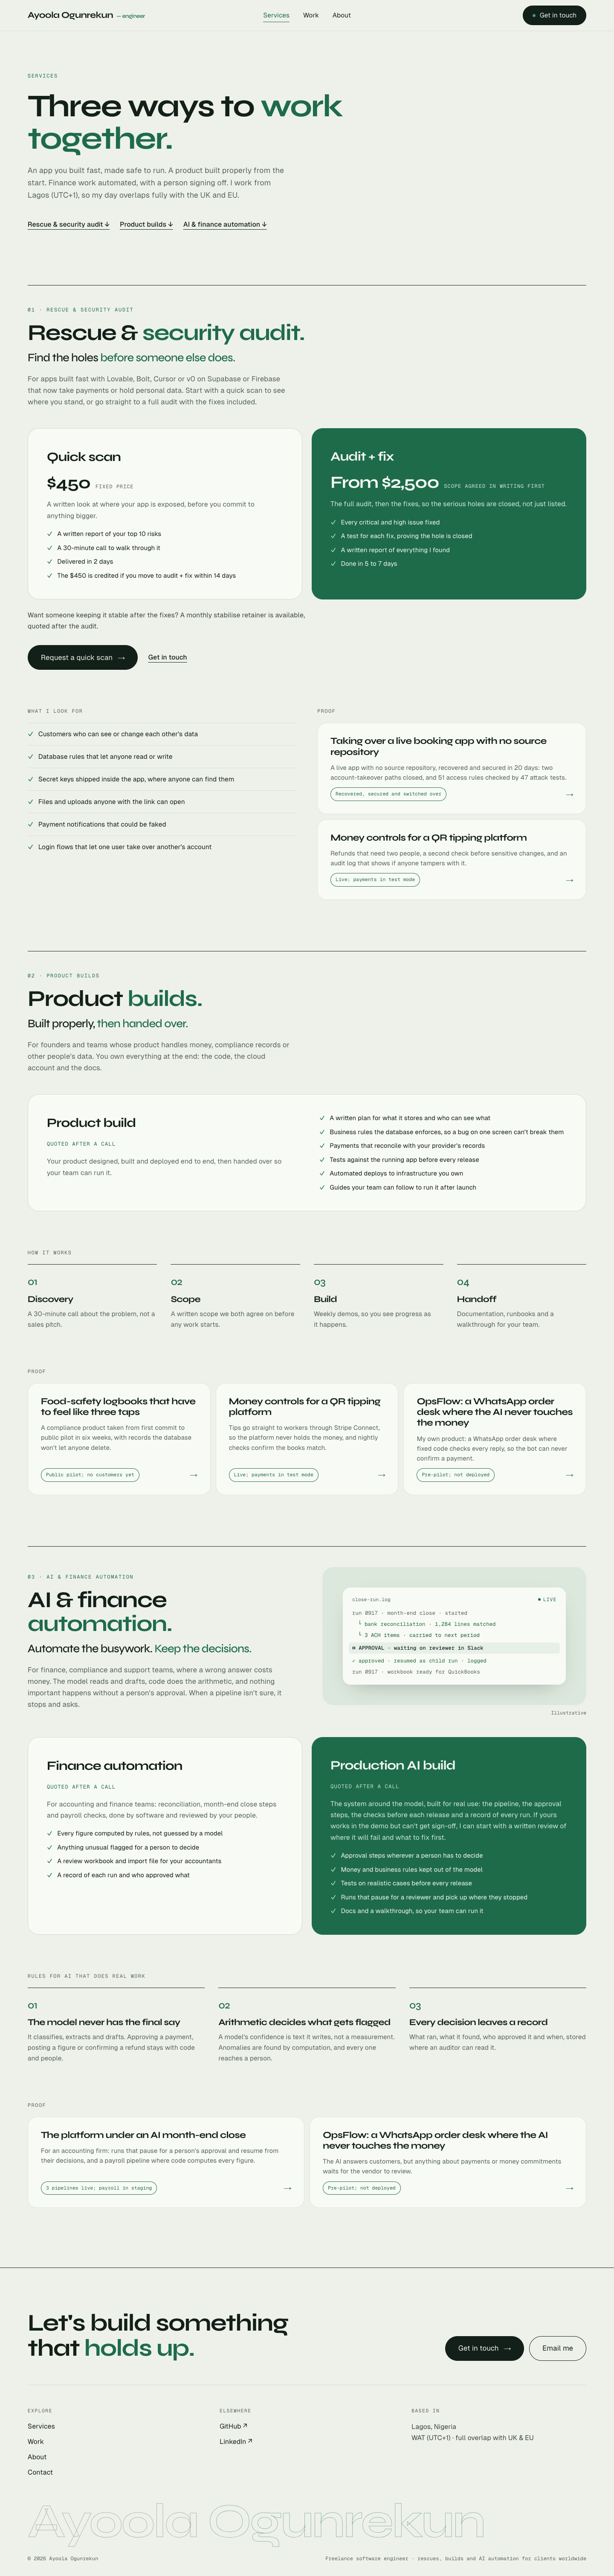 Ayoola Ogunrekun — engineer
Services
Work
About
Get in touch
SERVICES
Three ways to work
together.
An app you built fast, made safe to run. A product built properly from the
start. Finance work automated, with a person signing off. I work from
Lagos (UTC+1), so my day overlaps fully with the UK and EU.
Rescue & security audit ↓
Product builds ↓
AI & finance automation ↓
01 · RESCUE & SECURITY AUDIT
Rescue & security audit.
Find the holes before someone else does.
For apps built fast with Lovable, Bolt, Cursor or v0 on Supabase or Firebase
that now take payments or hold personal data. Start with a quick scan to see
where you stand, or go straight to a full audit with the fixes included.
Quick scan
$450 FIXED PRICE
A written look at where your app is exposed, before you commit to
anything bigger.
✓ A written report of your top 10 risks
✓ A 30-minute call to walk through it
✓ Delivered in 2 days
✓ The $450 is credited if you move to audit + fix within 14 days
Audit + fix
From $2,500 SCOPE AGREED IN WRITING FIRST
The full audit, then the fixes, so the serious holes are closed, not just listed.
✓ Every critical and high issue fixed
✓ A test for each fix, proving the hole is closed
✓ A written report of everything I found
✓ Done in 5 to 7 days
Want someone keeping it stable after the fixes? A monthly stabilise retainer is available,
quoted after the audit.
Request a quick scan →
Get in touch
WHAT I LOOK FOR
✓ Customers who can see or change each other's data
✓ Database rules that let anyone read or write
✓ Secret keys shipped inside the app, where anyone can find them
✓ Files and uploads anyone with the link can open
✓ Payment notifications that could be faked
✓ Login flows that let one user take over another's account
PROOF
Taking over a live booking app with no source
repository
A live app with no source repository, recovered and secured in 20 days: two
account-takeover paths closed, and 51 access rules checked by 47 attack tests.
Recovered, secured and switched over →
Money controls for a QR tipping platform
Refunds that need two people, a second check before sensitive changes, and an
audit log that shows if anyone tampers with it.
Live; payments in test mode →
02 · PRODUCT BUILDS
Product builds.
Built properly, then handed over.
For founders and teams whose product handles money, compliance records or
other people's data. You own everything at the end: the code, the cloud
account and the docs.
Product build
QUOTED AFTER A CALL
Your product designed, built and deployed end to end, then handed over so
your team can run it.
✓ A written plan for what it stores and who can see what
✓ Business rules the database enforces, so a bug on one screen can't break them
✓ Payments that reconcile with your provider's records
✓ Tests against the running app before every release
✓ Automated deploys to infrastructure you own
✓ Guides your team can follow to run it after launch
HOW IT WORKS
01
Discovery
A 30-minute call about the problem, not a
sales pitch.
02
Scope
A written scope we both agree on before
any work starts.
03
Build
Weekly demos, so you see progress as
it happens.
04
Handoff
Documentation, runbooks and a
walkthrough for your team.
PROOF
Food-safety logbooks that have
to feel like three taps
A compliance product taken from first commit to
public pilot in six weeks, with records the database
won't let anyone delete.
Public pilot; no customers yet →
Money controls for a QR tipping
platform
Tips go straight to workers through Stripe Connect,
so the platform never holds the money, and nightly
checks confirm the books match.
Live; payments in test mode →
OpsFlow: a WhatsApp order
desk where the AI never touches
the money
My own product: a WhatsApp order desk where
fixed code checks every reply, so the bot can never
confirm a payment.
Pre-pilot; not deployed →
03 · AI & FINANCE AUTOMATION
AI & finance
automation.
Automate the busywork. Keep the decisions.
For finance, compliance and support teams, where a wrong answer costs
money. The model reads and drafts, code does the arithmetic, and nothing
important happens without a person's approval. When a pipeline isn't sure, it
stops and asks.
close-run.log
LIVE
run 0917 · month-end close · started
└ bank reconciliation · 1,284 lines matched
└ 3 ACH items · carried to next period
⏸ APPROVAL · waiting on reviewer in Slack
✓ approved · resumed as child run · logged
run 0917 · workbook ready for QuickBooks
Illustrative
Finance automation
QUOTED AFTER A CALL
For accounting and finance teams: reconciliation, month-end close steps
and payroll checks, done by software and reviewed by your people.
✓ Every figure computed by rules, not guessed by a model
✓ Anything unusual flagged for a person to decide
✓ A review workbook and import file for your accountants
✓ A record of each run and who approved what
Production AI build
QUOTED AFTER A CALL
The system around the model, built for real use: the pipeline, the approval
steps, the checks before each release and a record of every run. If yours
works in the demo but can't get sign-off, I can start with a written review of
where it will fail and what to fix first.
✓ Approval steps wherever a person has to decide
✓ Money and business rules kept out of the model
✓ Tests on realistic cases before every release
✓ Runs that pause for a reviewer and pick up where they stopped
✓ Docs and a walkthrough, so your team can run it
RULES FOR AI THAT DOES REAL WORK
01
The model never has the final say
It classifies, extracts and drafts. Approving a payment,
posting a figure or confirming a refund stays with code
and people.
02
Arithmetic decides what gets flagged
A model's confidence is text it writes, not a measurement.
Anomalies are found by computation, and every one
reaches a person.
03
Every decision leaves a record
What ran, what it found, who approved it and when, stored
where an auditor can read it.
PROOF
The platform under an AI month-end close
For an accounting firm: runs that pause for a person's approval and resume from
their decisions, and a payroll pipeline where code computes every figure.
3 pipelines live; payroll in staging →
OpsFlow: a WhatsApp order desk where the AI
never touches the money
The AI answers customers, but anything about payments or money commitments
waits for the vendor to review.
Pre-pilot; not deployed →
Let's build something
that holds up.
Get in touch →
Email me
EXPLORE
Services
Work
About
Contact
ELSEWHERE
GitHub ↗
LinkedIn ↗
BASED IN
Lagos, Nigeria
WAT (UTC+1) · full overlap with UK & EU
Ayoola Ogunrekun
© 2026 Ayoola Ogunrekun
Freelance software engineer · rescues, builds and AI automation for clients worldwide